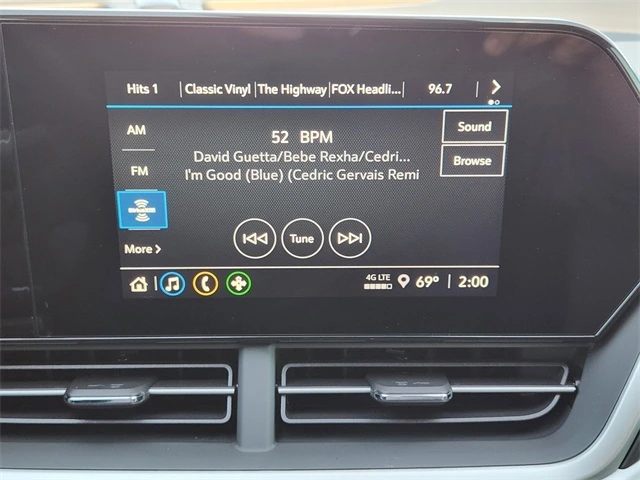 Hits 1 Classic Vinyl The Highway FOX Headli... 96.7
AM
52 BPM
Sound
David Guetta/Bebe Rexha/Cedri...
Browse
FM
I'm Good (Blue) (Cedric Gervais Remi
More
Tune
4G LTE
69° 2:00